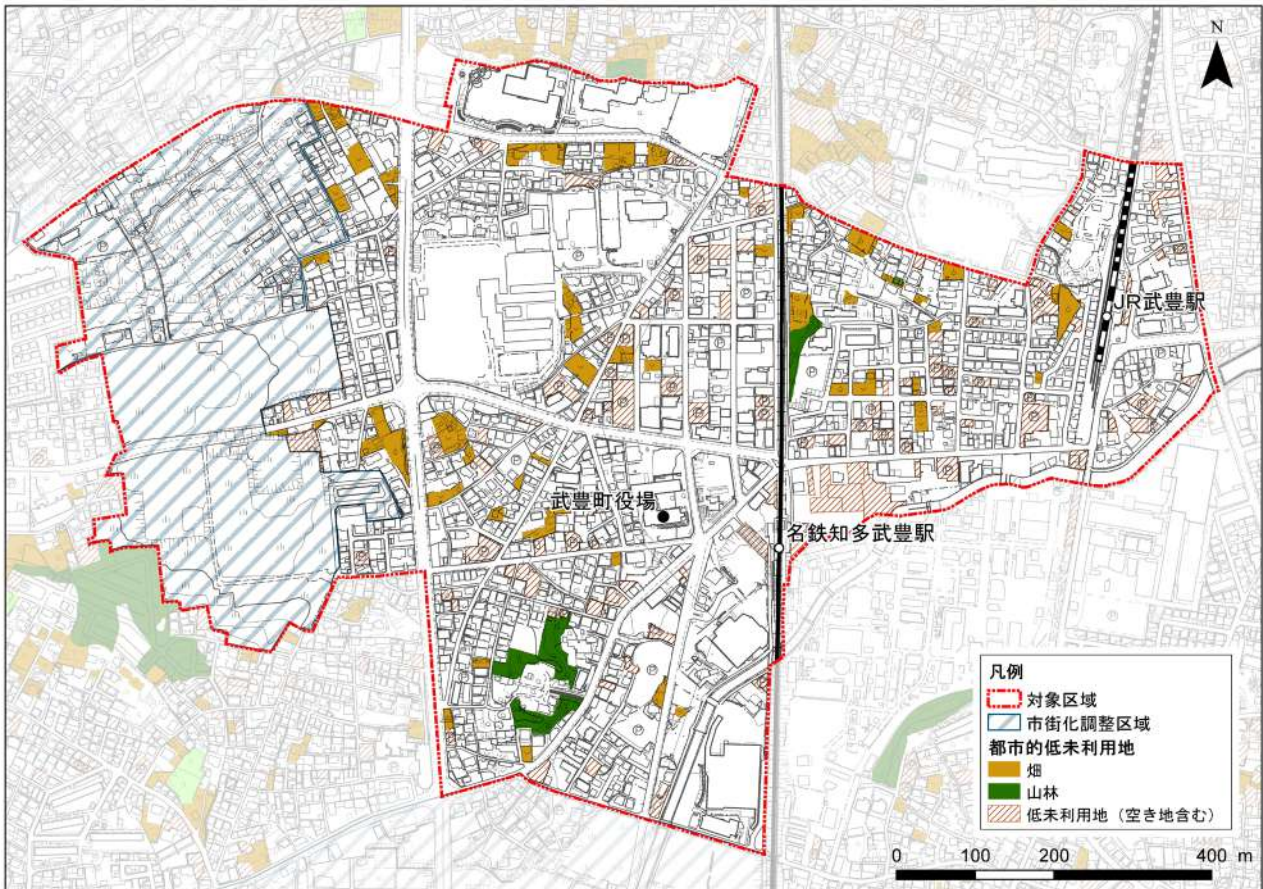 N
JR武豊駅
武豊町役場
名鉄知多武豊駅
凡例
対象区域
市街化調整区域
都市的低未利用地
畑
山林
低未利用地（空き地含む）
0 100 200 400 m